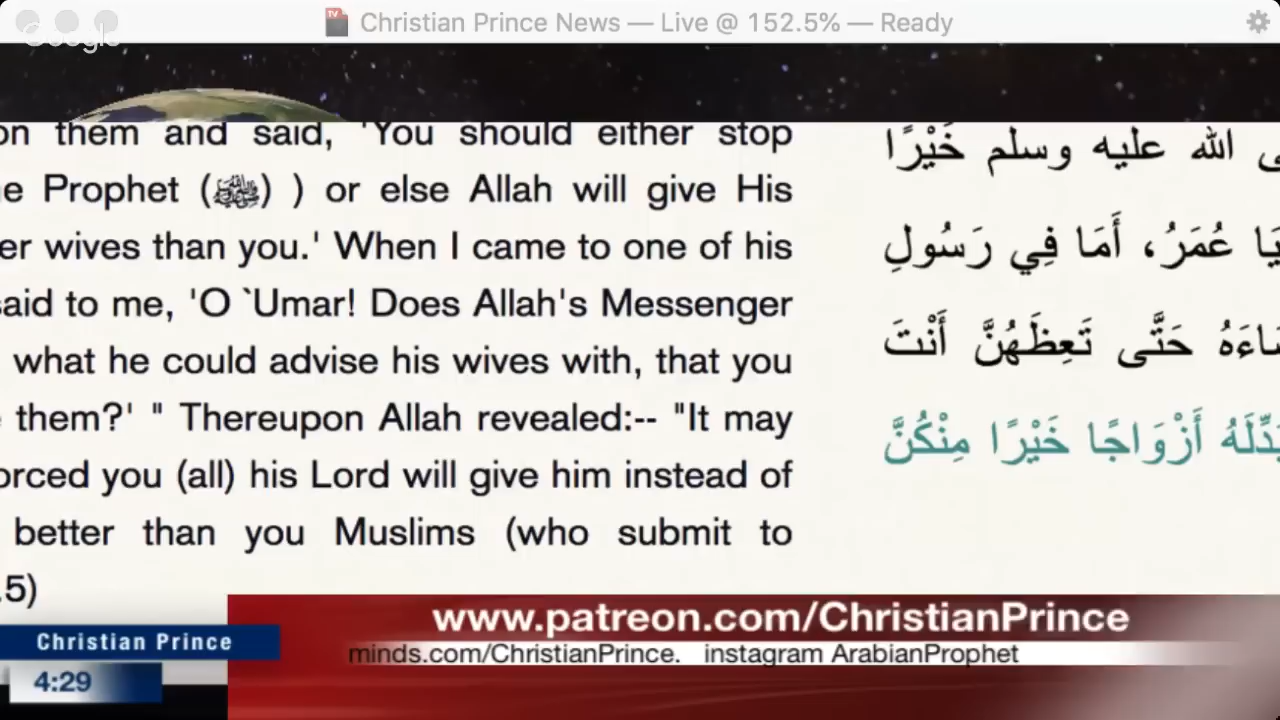 Christian Prince News — Live @ 152.5% — Ready
Google
on them and said, 'You should either stop
e Prophet (ﷺ) ) or else Allah will give His
er wives than you.' When I came to one of his
said to me, 'O `Umar! Does Allah's Messenger
what he could advise his wives with, that you
them?' " Thereupon Allah revealed:-- "It may
orced you (all) his Lord will give him instead of
better than you Muslims (who submit to
.5)
الله عليه وسلم خَيْرًا
يَا عُمَرُ، أَمَا فِي رَسُولِ
سَاءَهُ حَتَّى تَعِظَهُنَّ أَنْتَ
بَدِّلَهُ أَزْوَاجًا خَيْرًا مِنْكُنَّ
www.patreon.com/ChristianPrince
Christian Prince
minds.com/ChristianPrince. instagram ArabianProphet
4:29